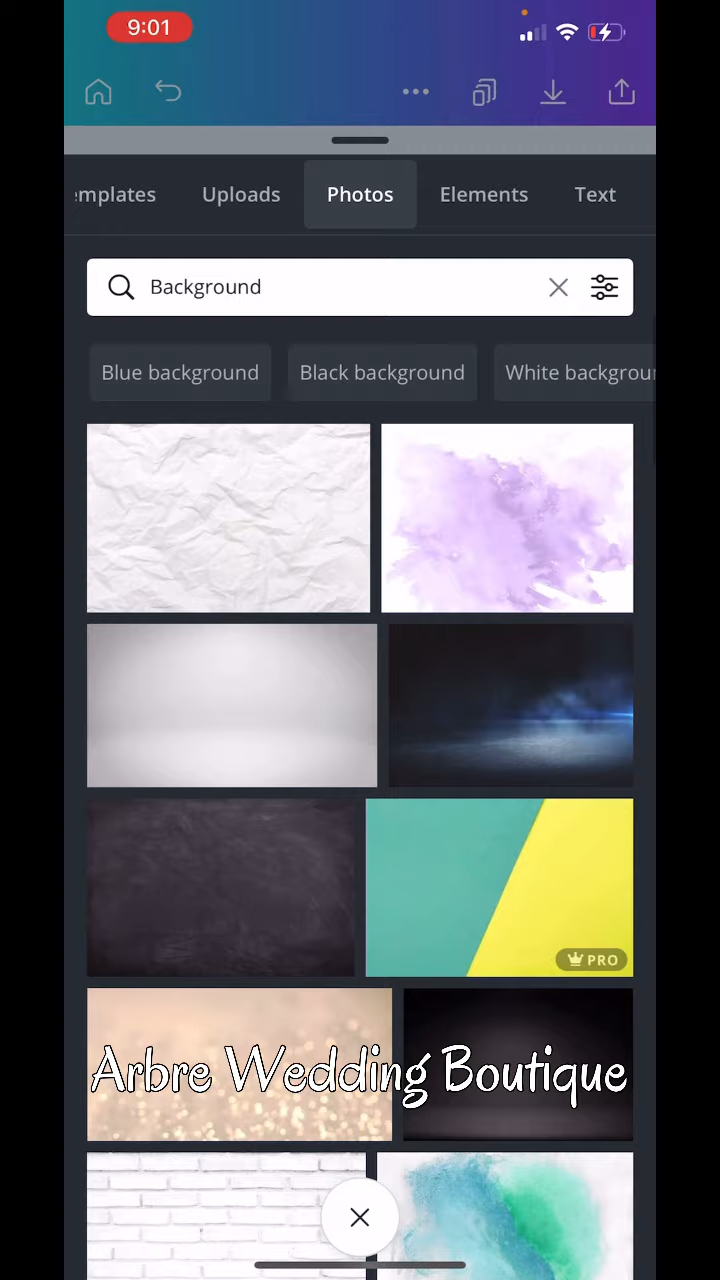 9:01
emplates Uploads Photos Elements Text
Background
Blue background Black background White backgrou
PRO
Arbre Wedding Boutique